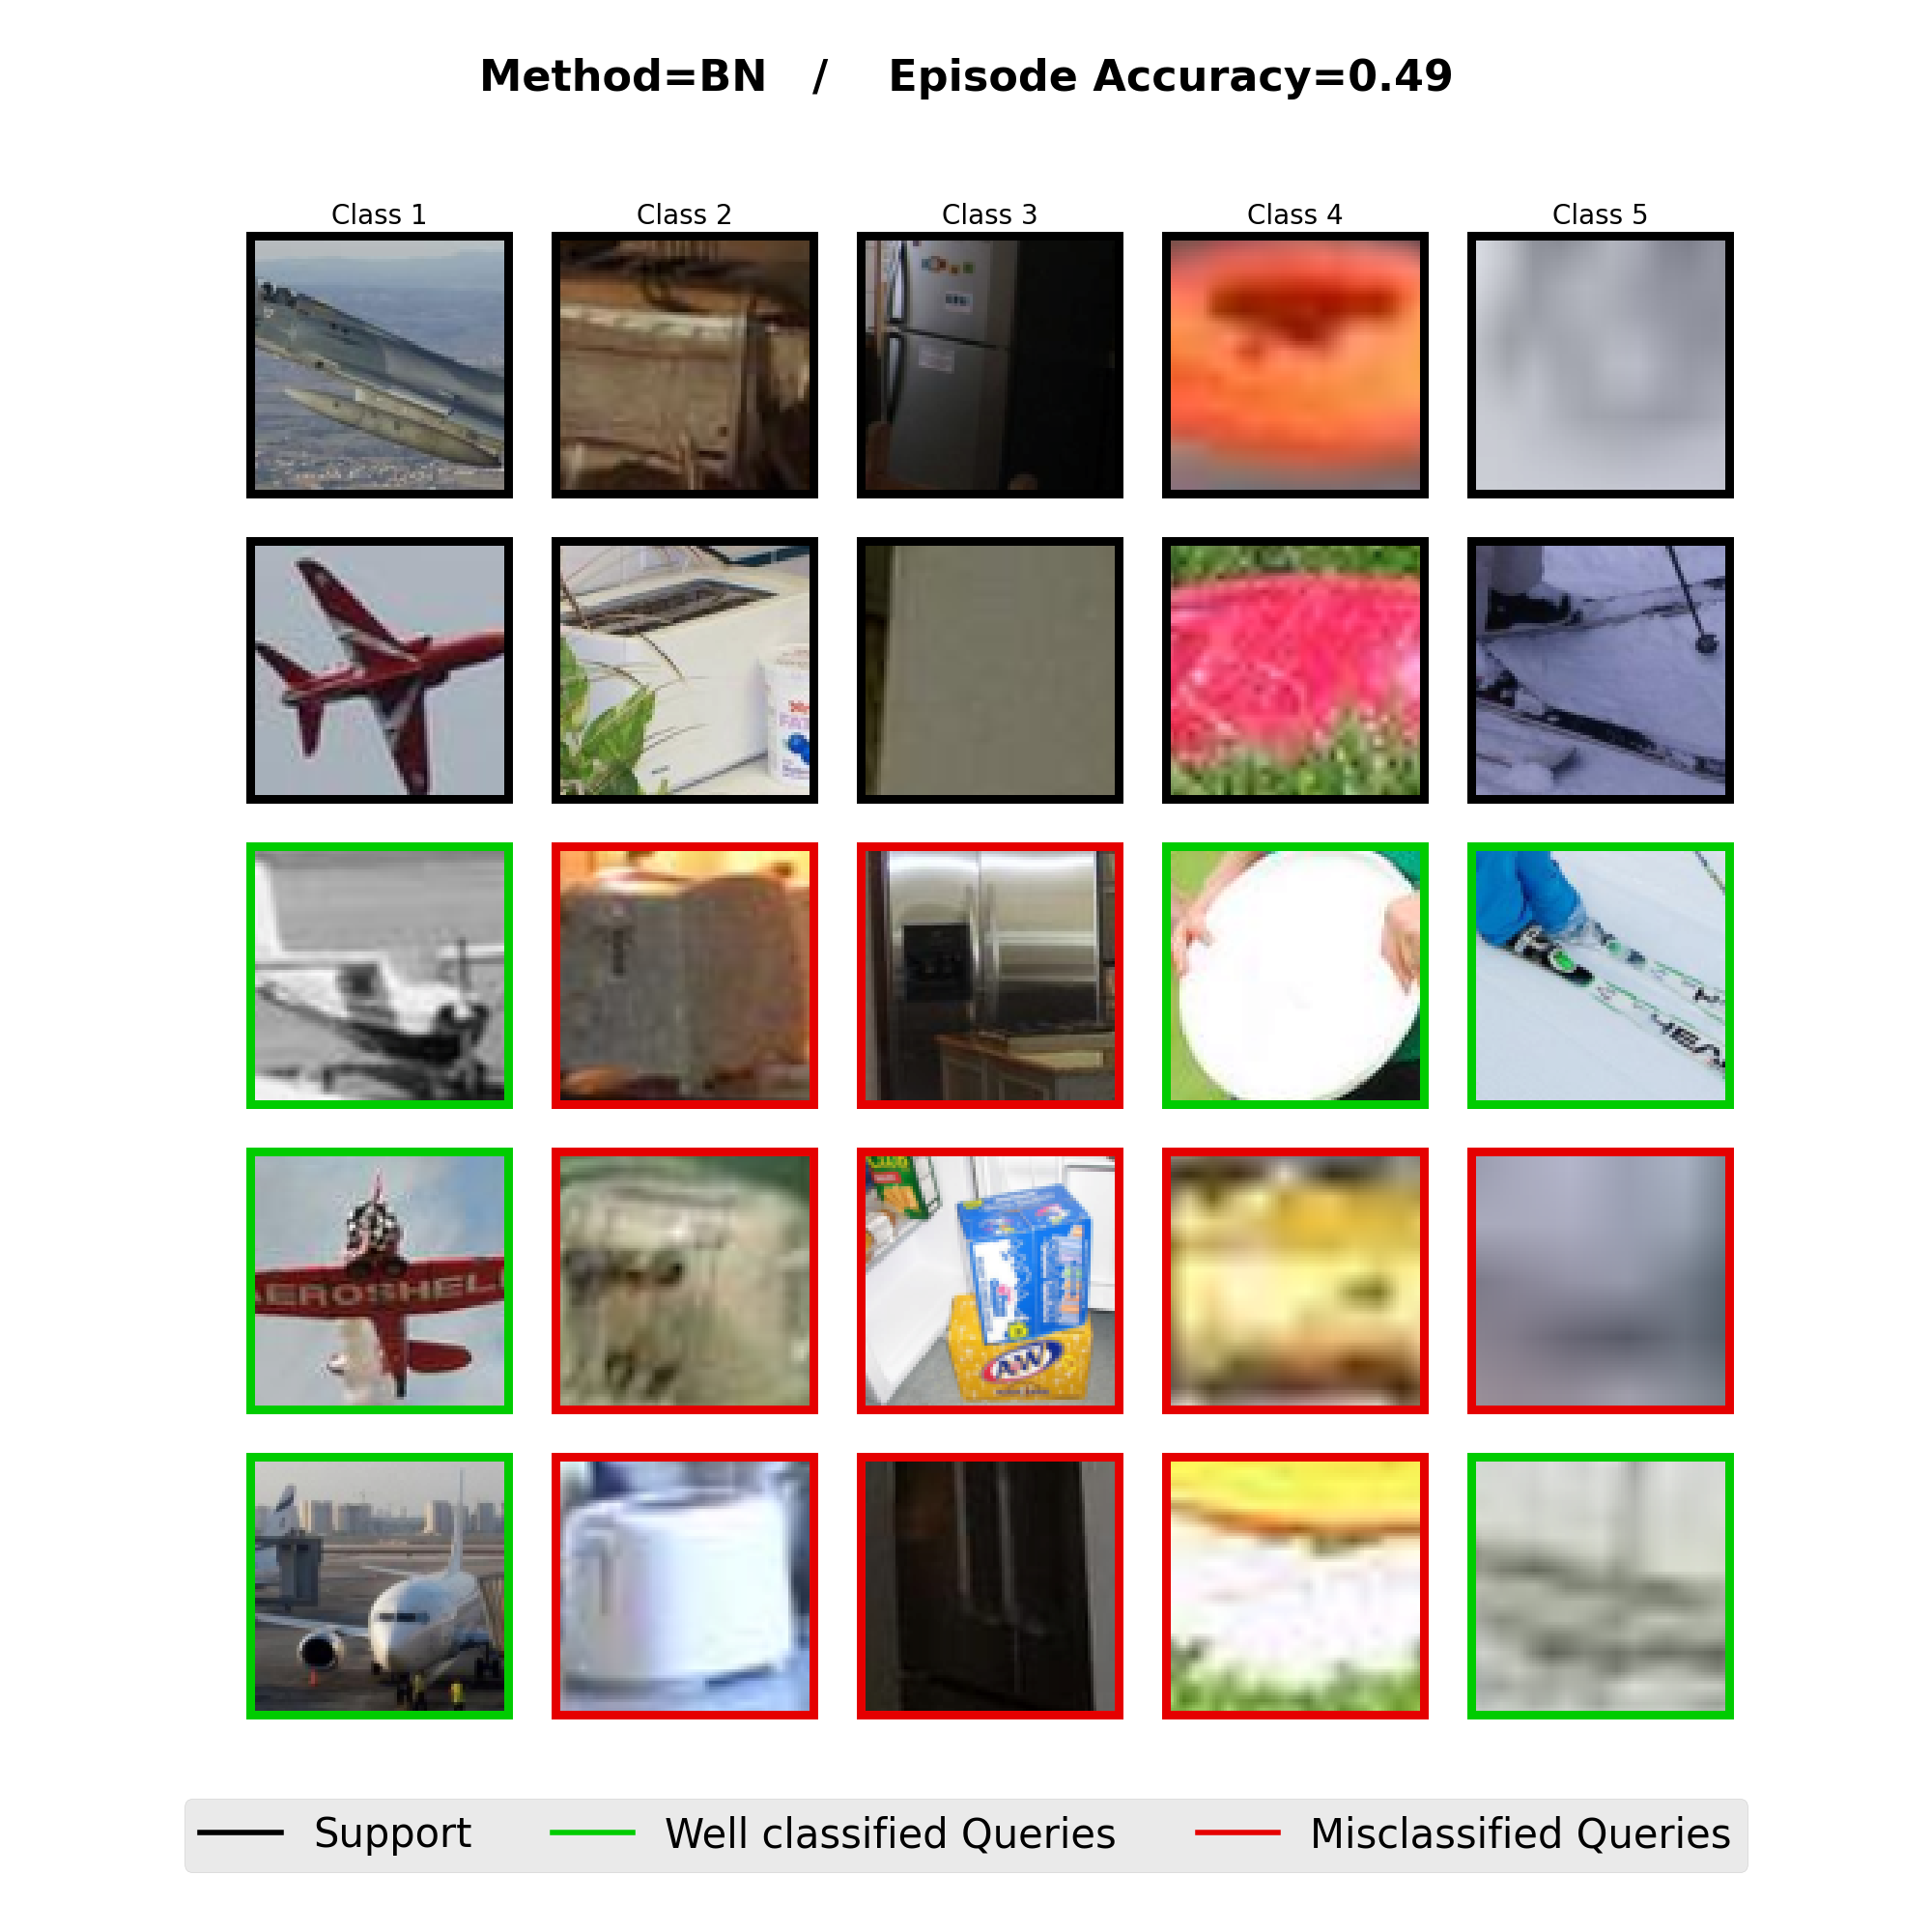 Method=BN / Episode Accuracy=0.49
Class 1 Class 2 Class 3 Class 4 Class 5
AEROSHELL
A&W
Support Well classified Queries Misclassified Queries